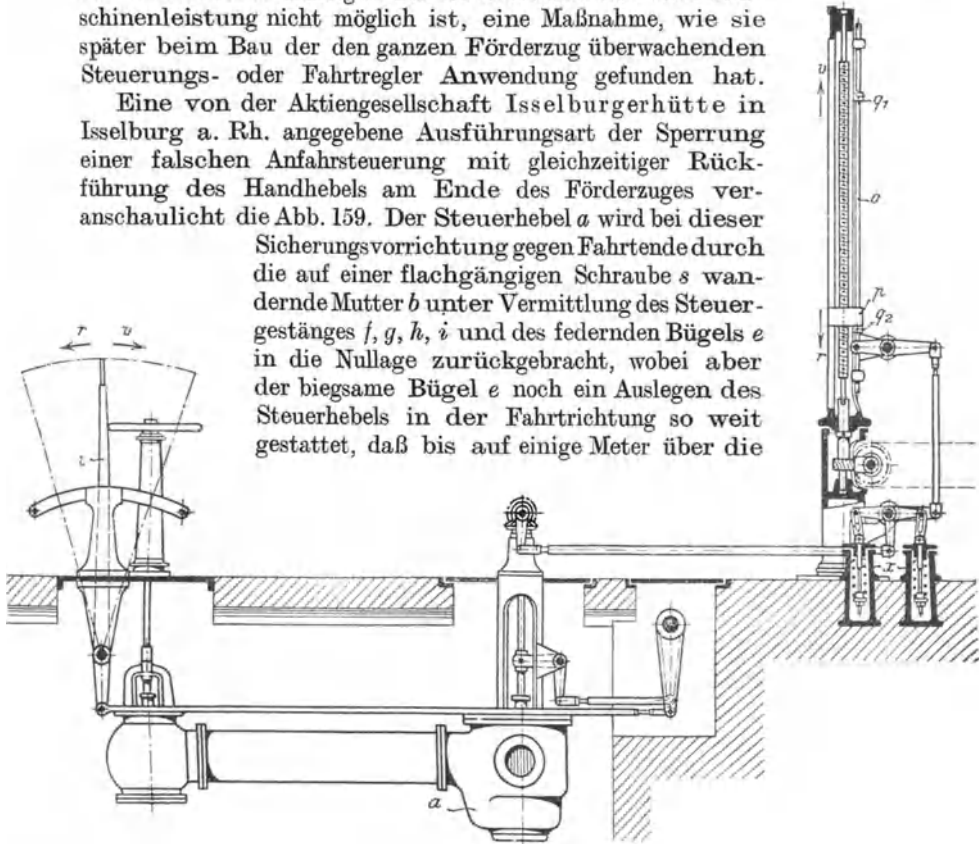 schinenleistung nicht möglich ist, eine Maßnahme, wie sie
später beim Bau der den ganzen Förderzug überwachenden
Steuerungs- oder Fahrtregler Anwendung gefunden hat.
Eine von der Aktiengesellschaft Isselburgerhütte in
Isselburg a. Rh. angegebene Ausführungsart der Sperrung
einer falschen Anfahrsteuerung mit gleichzeitiger Rück-
führung des Handhebels am Ende des Förderzuges ver-
anschaulicht die Abb. 159. Der Steuerhebel a wird bei dieser
Sicherungsvorrichtung gegen Fahrtende durch
die auf einer flachgängigen Schraube s wan-
dernde Mutter b unter Vermittlung des Steuer-
gestänges f, g, h, i und des federnden Bügels e
in die Nullage zurückgebracht, wobei aber
der biegsame Bügel e noch ein Auslegen des
Steuerhebels in der Fahrtrichtung so weit
gestattet, daß bis auf einige Meter über die
v
q1
o
p
q2
r
r v
i
x
a